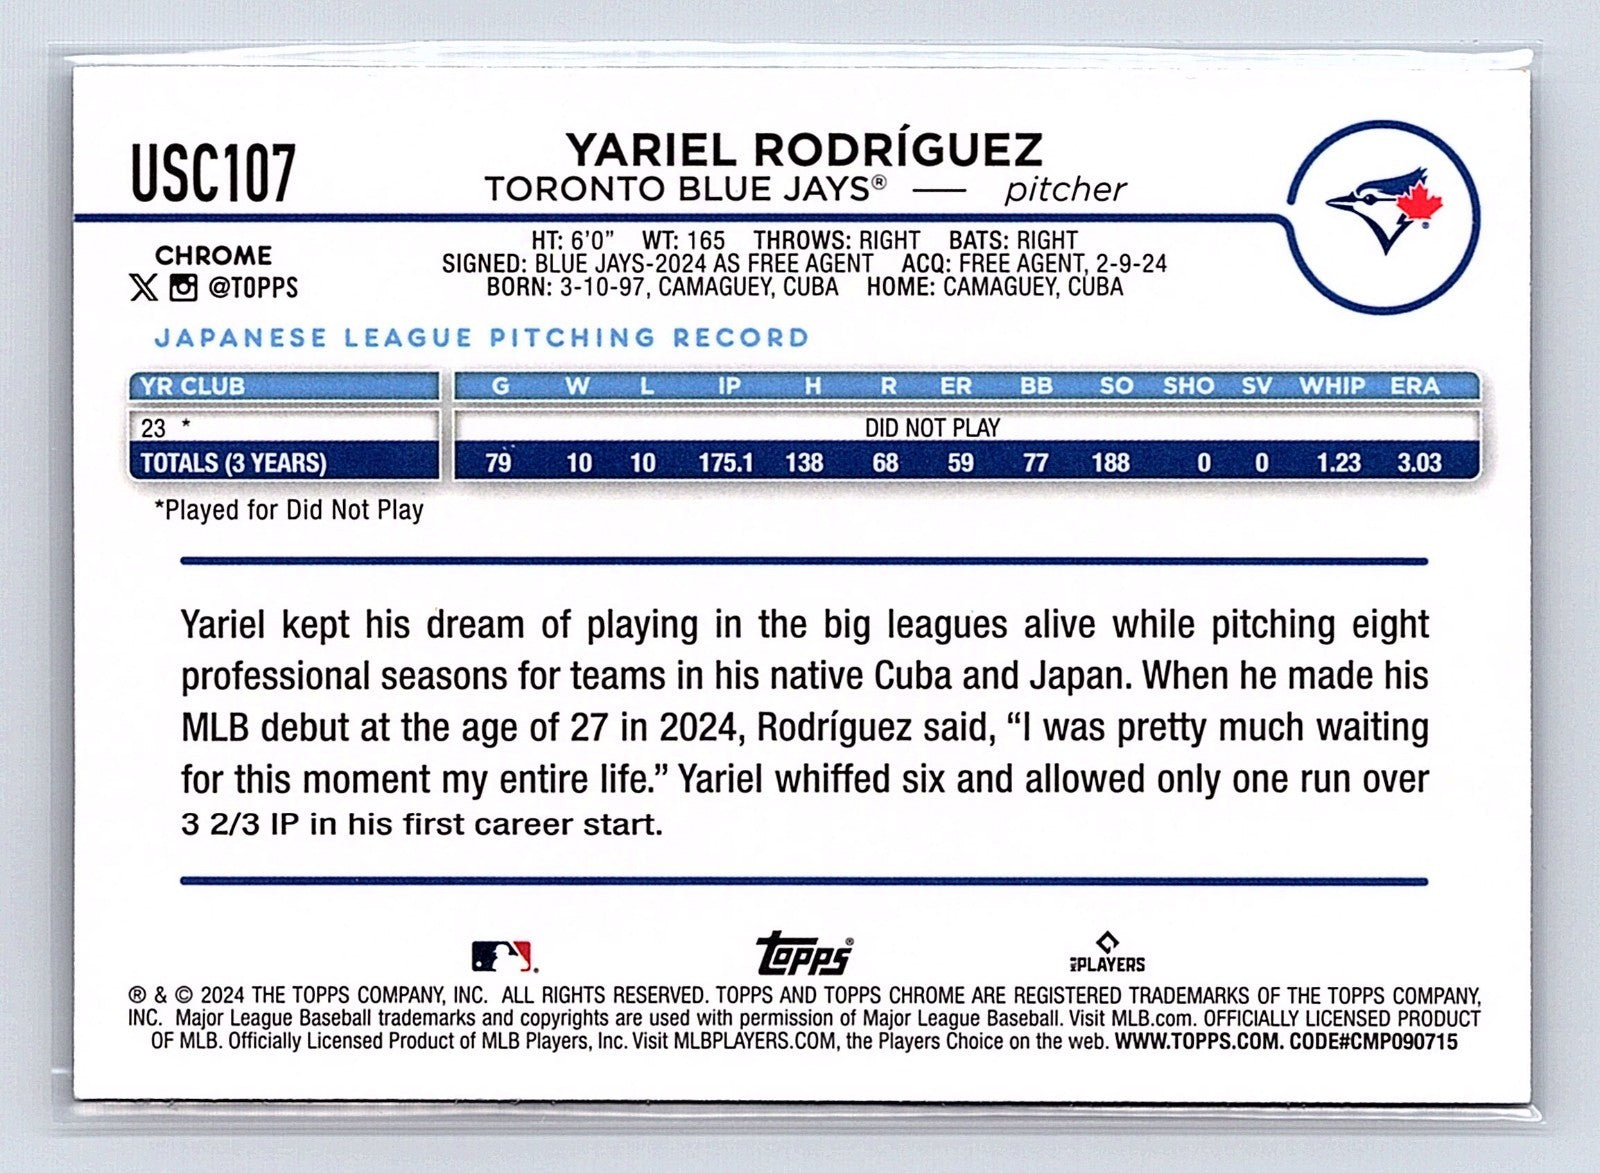 USC107
YARIEL RODRÍGUEZ
TORONTO BLUE JAYS® — pitcher
CHROME
@TOPPS
HT: 6'0" WT: 165 THROWS: RIGHT BATS: RIGHT
SIGNED: BLUE JAYS-2024 AS FREE AGENT ACQ: FREE AGENT, 2-9-24
BORN: 3-10-97, CAMAGUEY, CUBA HOME: CAMAGUEY, CUBA
JAPANESE LEAGUE PITCHING RECORD
YR CLUB G W L IP H R ER BB SO SHO SV WHIP ERA
23 * DID NOT PLAY
TOTALS (3 YEARS) 79 10 10 175.1 138 68 59 77 188 0 0 1.23 3.03
*Played for Did Not Play
Yariel kept his dream of playing in the big leagues alive while pitching eight
professional seasons for teams in his native Cuba and Japan. When he made his
MLB debut at the age of 27 in 2024, Rodríguez said, “I was pretty much waiting
for this moment my entire life.” Yariel whiffed six and allowed only one run over
3 2/3 IP in his first career start.
Topps®
MLB PLAYERS
® & © 2024 THE TOPPS COMPANY, INC. ALL RIGHTS RESERVED. TOPPS AND TOPPS CHROME ARE REGISTERED TRADEMARKS OF THE TOPPS COMPANY,
INC. Major League Baseball trademarks and copyrights are used with permission of Major League Baseball. Visit MLB.com. OFFICIALLY LICENSED PRODUCT
OF MLB. Officially Licensed Product of MLB Players, Inc. Visit MLBPLAYERS.COM, the Players Choice on the web. WWW.TOPPS.COM. CODE#CMP090715